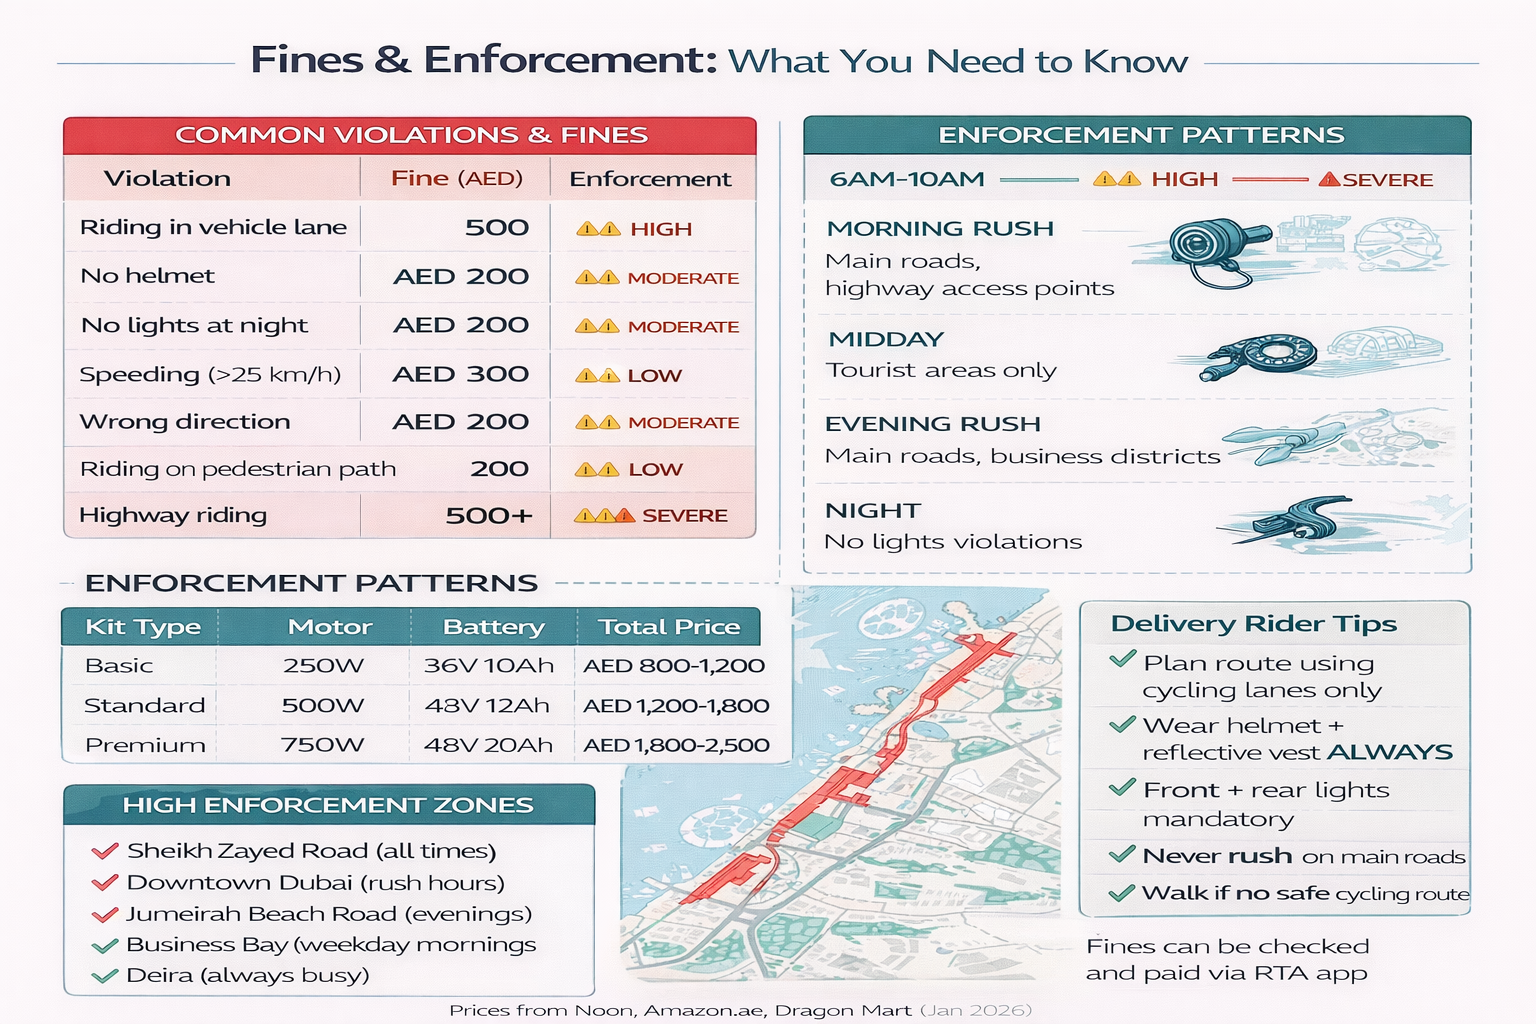 Fines & Enforcement: What You Need to Know
COMMON VIOLATIONS & FINES
Violation Fine (AED) Enforcement
Riding in vehicle lane 500 HIGH
No helmet AED 200 MODERATE
No lights at night AED 200 MODERATE
Speeding (>25 km/h) AED 300 LOW
Wrong direction AED 200 MODERATE
Riding on pedestrian path 200 LOW
Highway riding 500+ SEVERE
ENFORCEMENT PATTERNS
6AM-10AM HIGH SEVERE
MORNING RUSH
Main roads,
highway access points
MIDDAY
Tourist areas only
EVENING RUSH
Main roads, business districts
NIGHT
No lights violations
ENFORCEMENT PATTERNS
Kit Type Motor Battery Total Price
Basic 250W 36V 10Ah AED 800-1,200
Standard 500W 48V 12Ah AED 1,200-1,800
Premium 750W 48V 20Ah AED 1,800-2,500
HIGH ENFORCEMENT ZONES
Sheikh Zayed Road (all times)
Downtown Dubai (rush hours)
Jumeirah Beach Road (evenings)
Business Bay (weekday mornings
Deira (always busy)
Delivery Rider Tips
Plan route using
cycling lanes only
Wear helmet +
reflective vest ALWAYS
Front + rear lights
mandatory
Never rush on main roads
Walk if no safe cycling route
Fines can be checked
and paid via RTA app
Prices from Noon, Amazon.ae, Dragon Mart (Jan 2026)